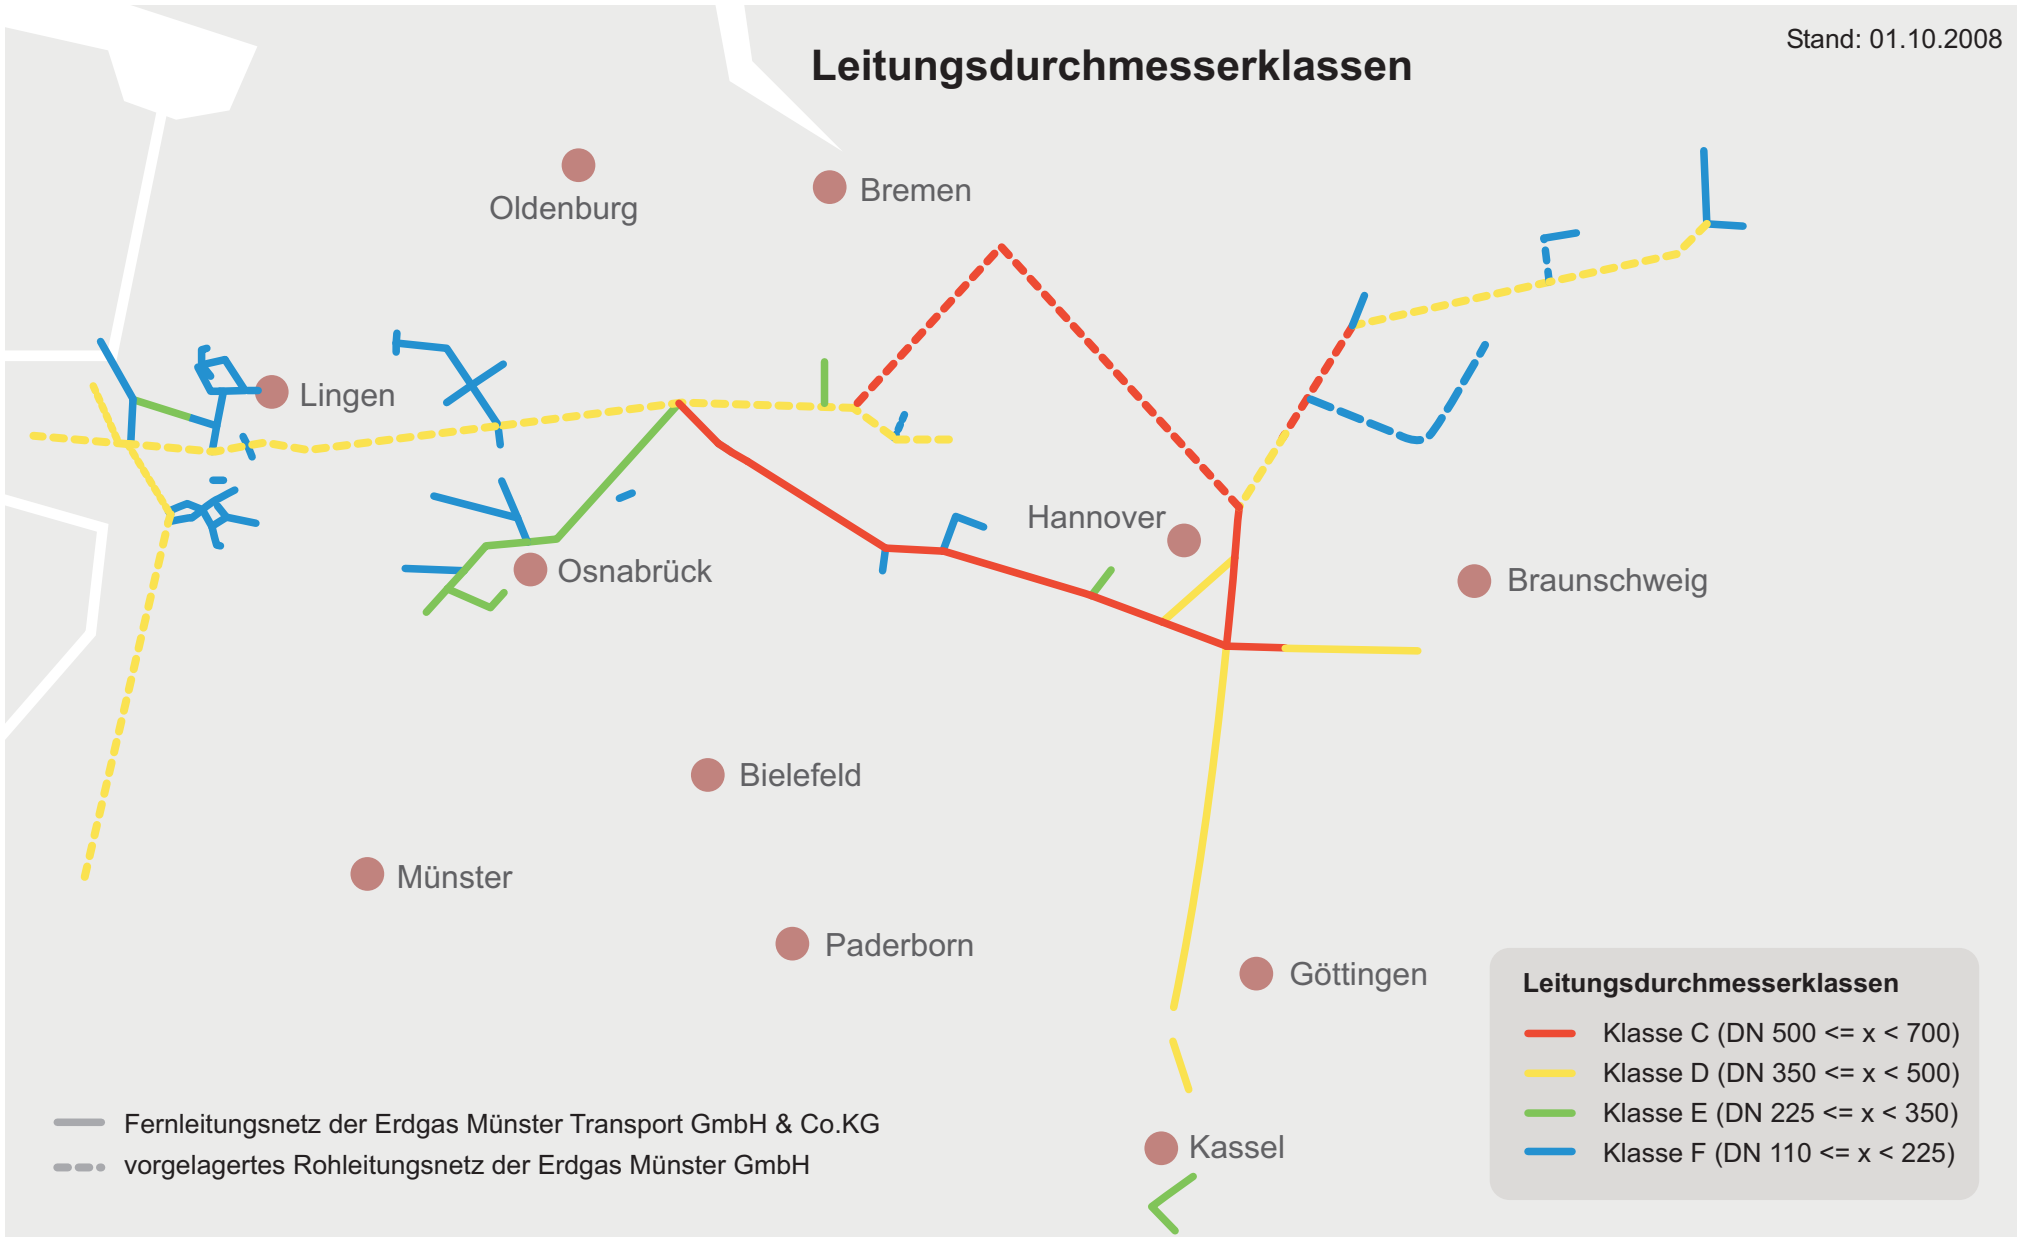 Stand: 01.10.2008
Leitungsdurchmesserklassen
Oldenburg
Bremen
Lingen
Hannover
Osnabrück
Braunschweig
Bielefeld
Münster
Paderborn
Göttingen
Kassel
Leitungsdurchmesserklassen
Klasse C (DN 500 <= x < 700)
Klasse D (DN 350 <= x < 500)
Klasse E (DN 225 <= x < 350)
Klasse F (DN 110 <= x < 225)
Fernleitungsnetz der Erdgas Münster Transport GmbH & Co.KG
vorgelagertes Rohleitungsnetz der Erdgas Münster GmbH